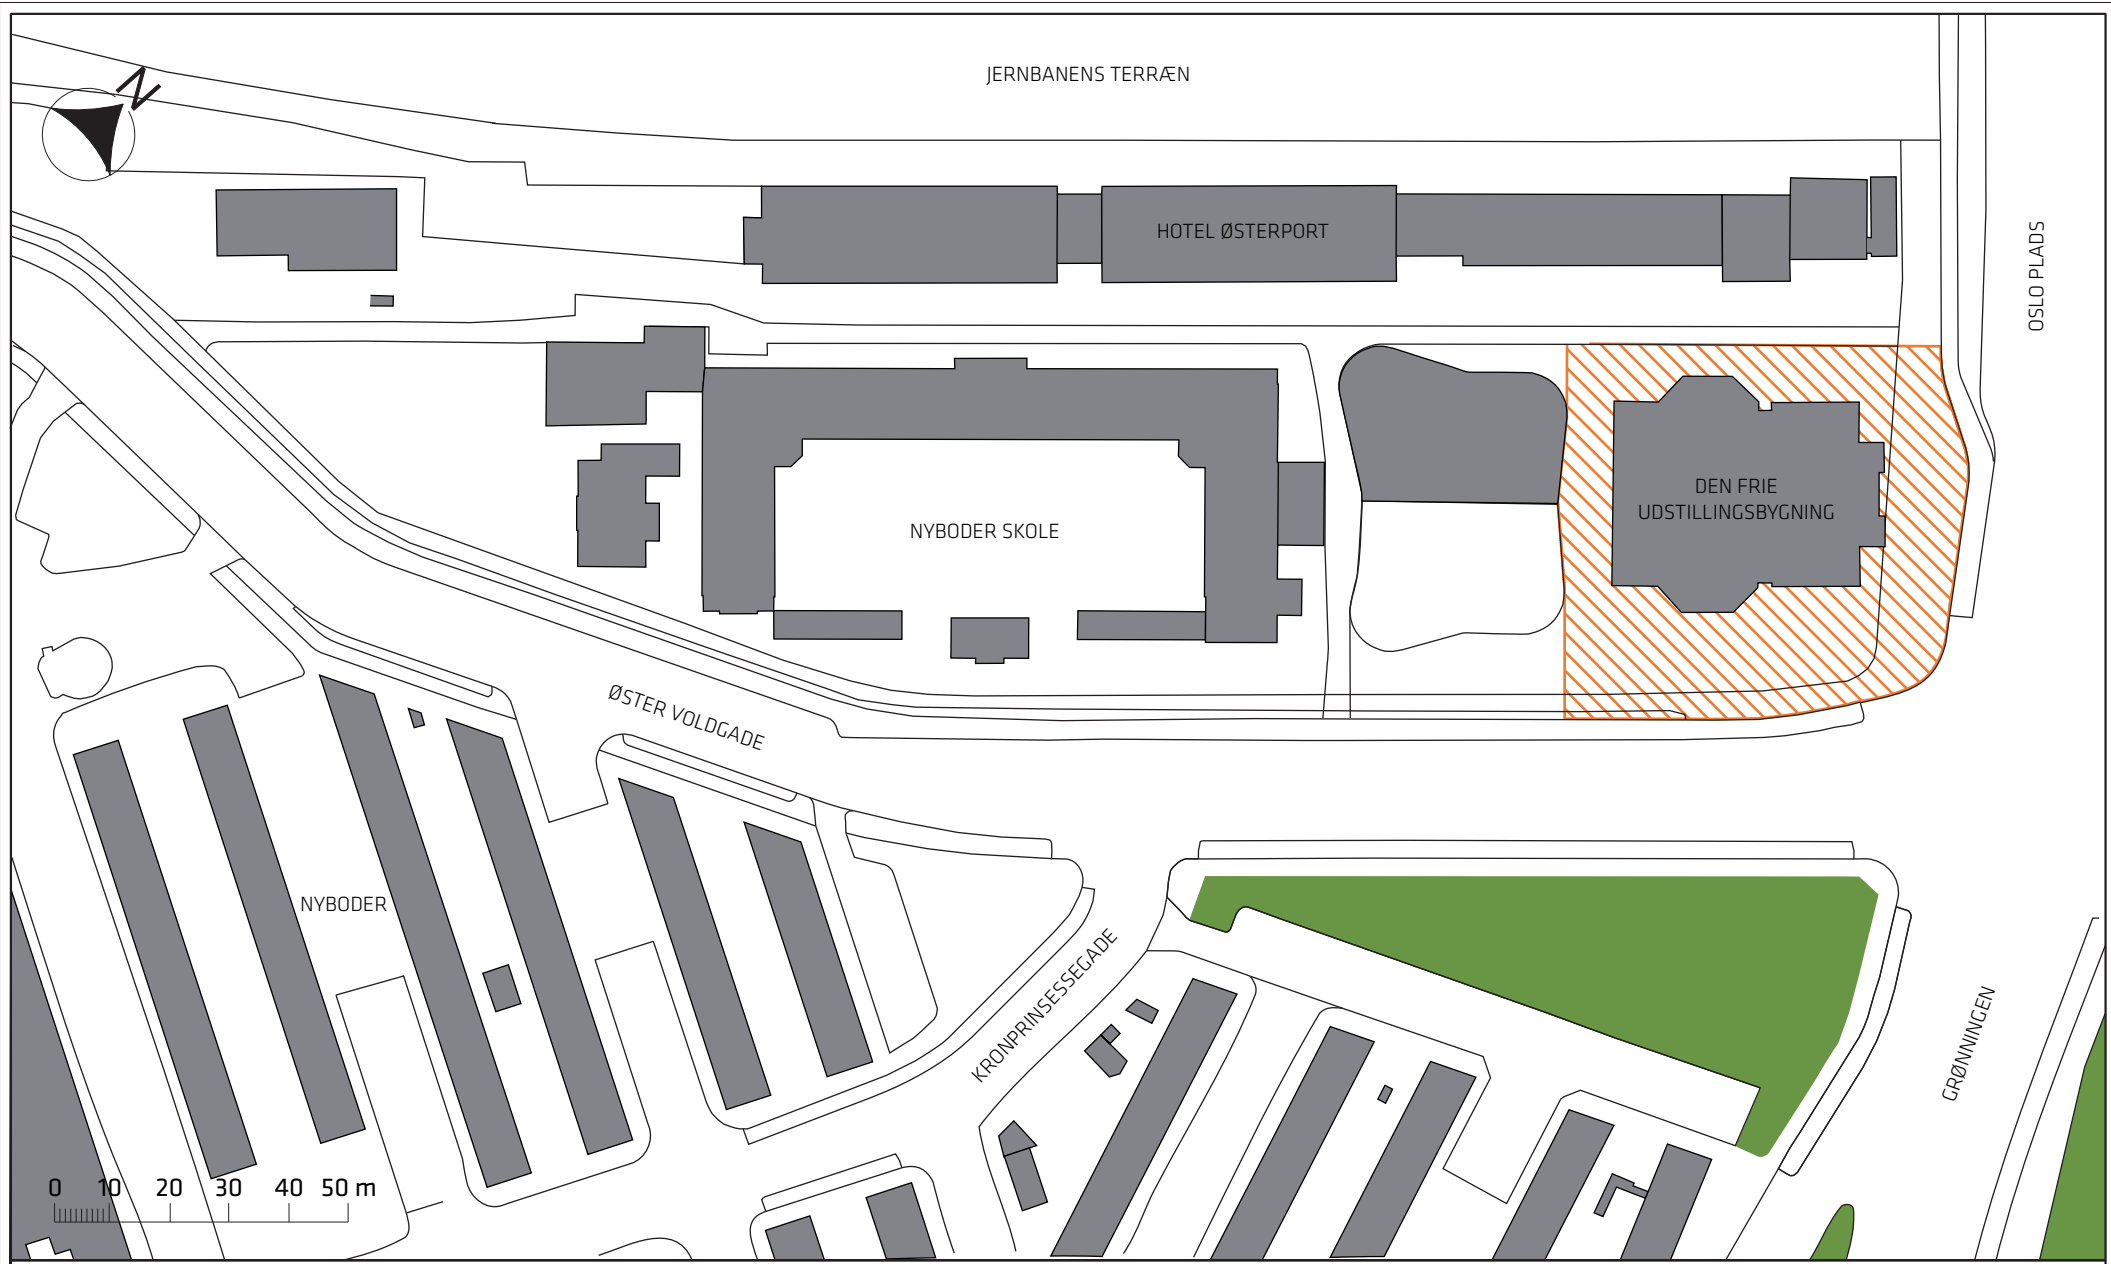 JERNBANENS TERRÆN
N
HOTEL ØSTERPORT
OSLO PLADS
DEN FRIE
UDSTILLINGSBYGNING
NYBODER SKOLE
ØSTER VOLDGADE
NYBODER
KRONPRINSESSEGADE
GRØNNINGEN
0 10 20 30 40 50 m